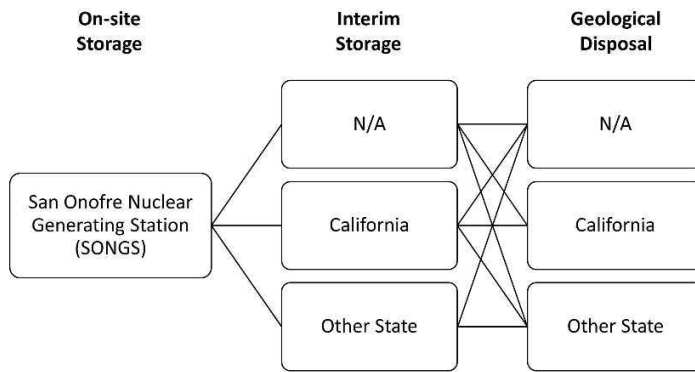 On-site
Storage
Interim
Storage
Geological
Disposal
San Onofre Nuclear
Generating Station
(SONGS)
N/A
California
Other State
N/A
California
Other State